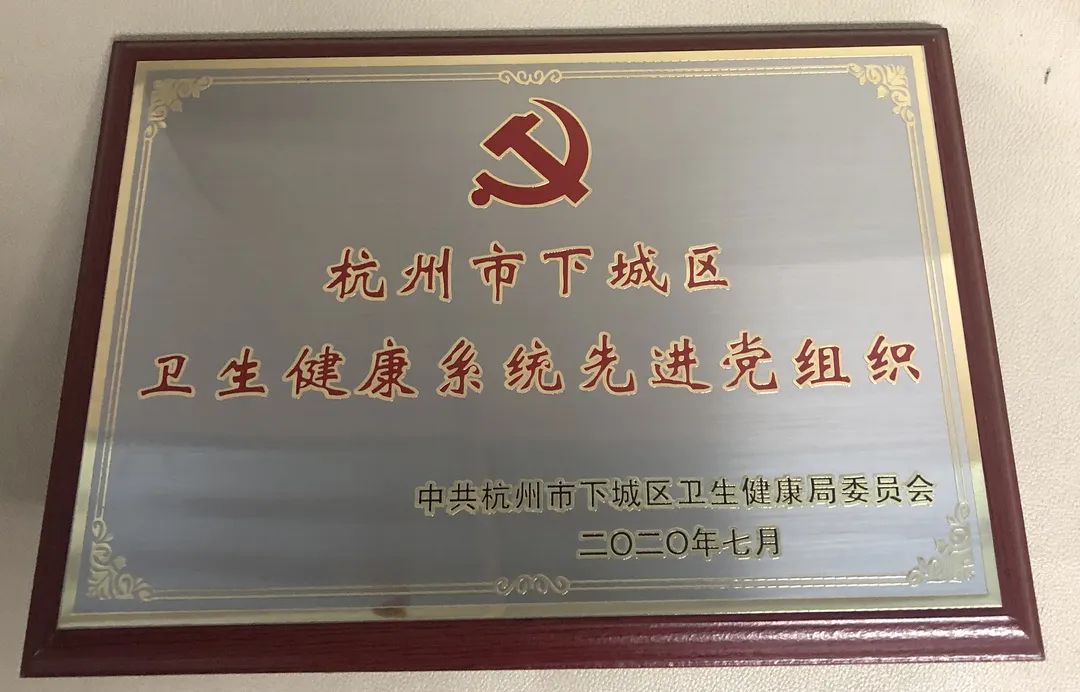 杭州市下城区
卫生健康系统先进党组织
中共杭州市下城区卫生健康局委员会
二〇二〇年七月